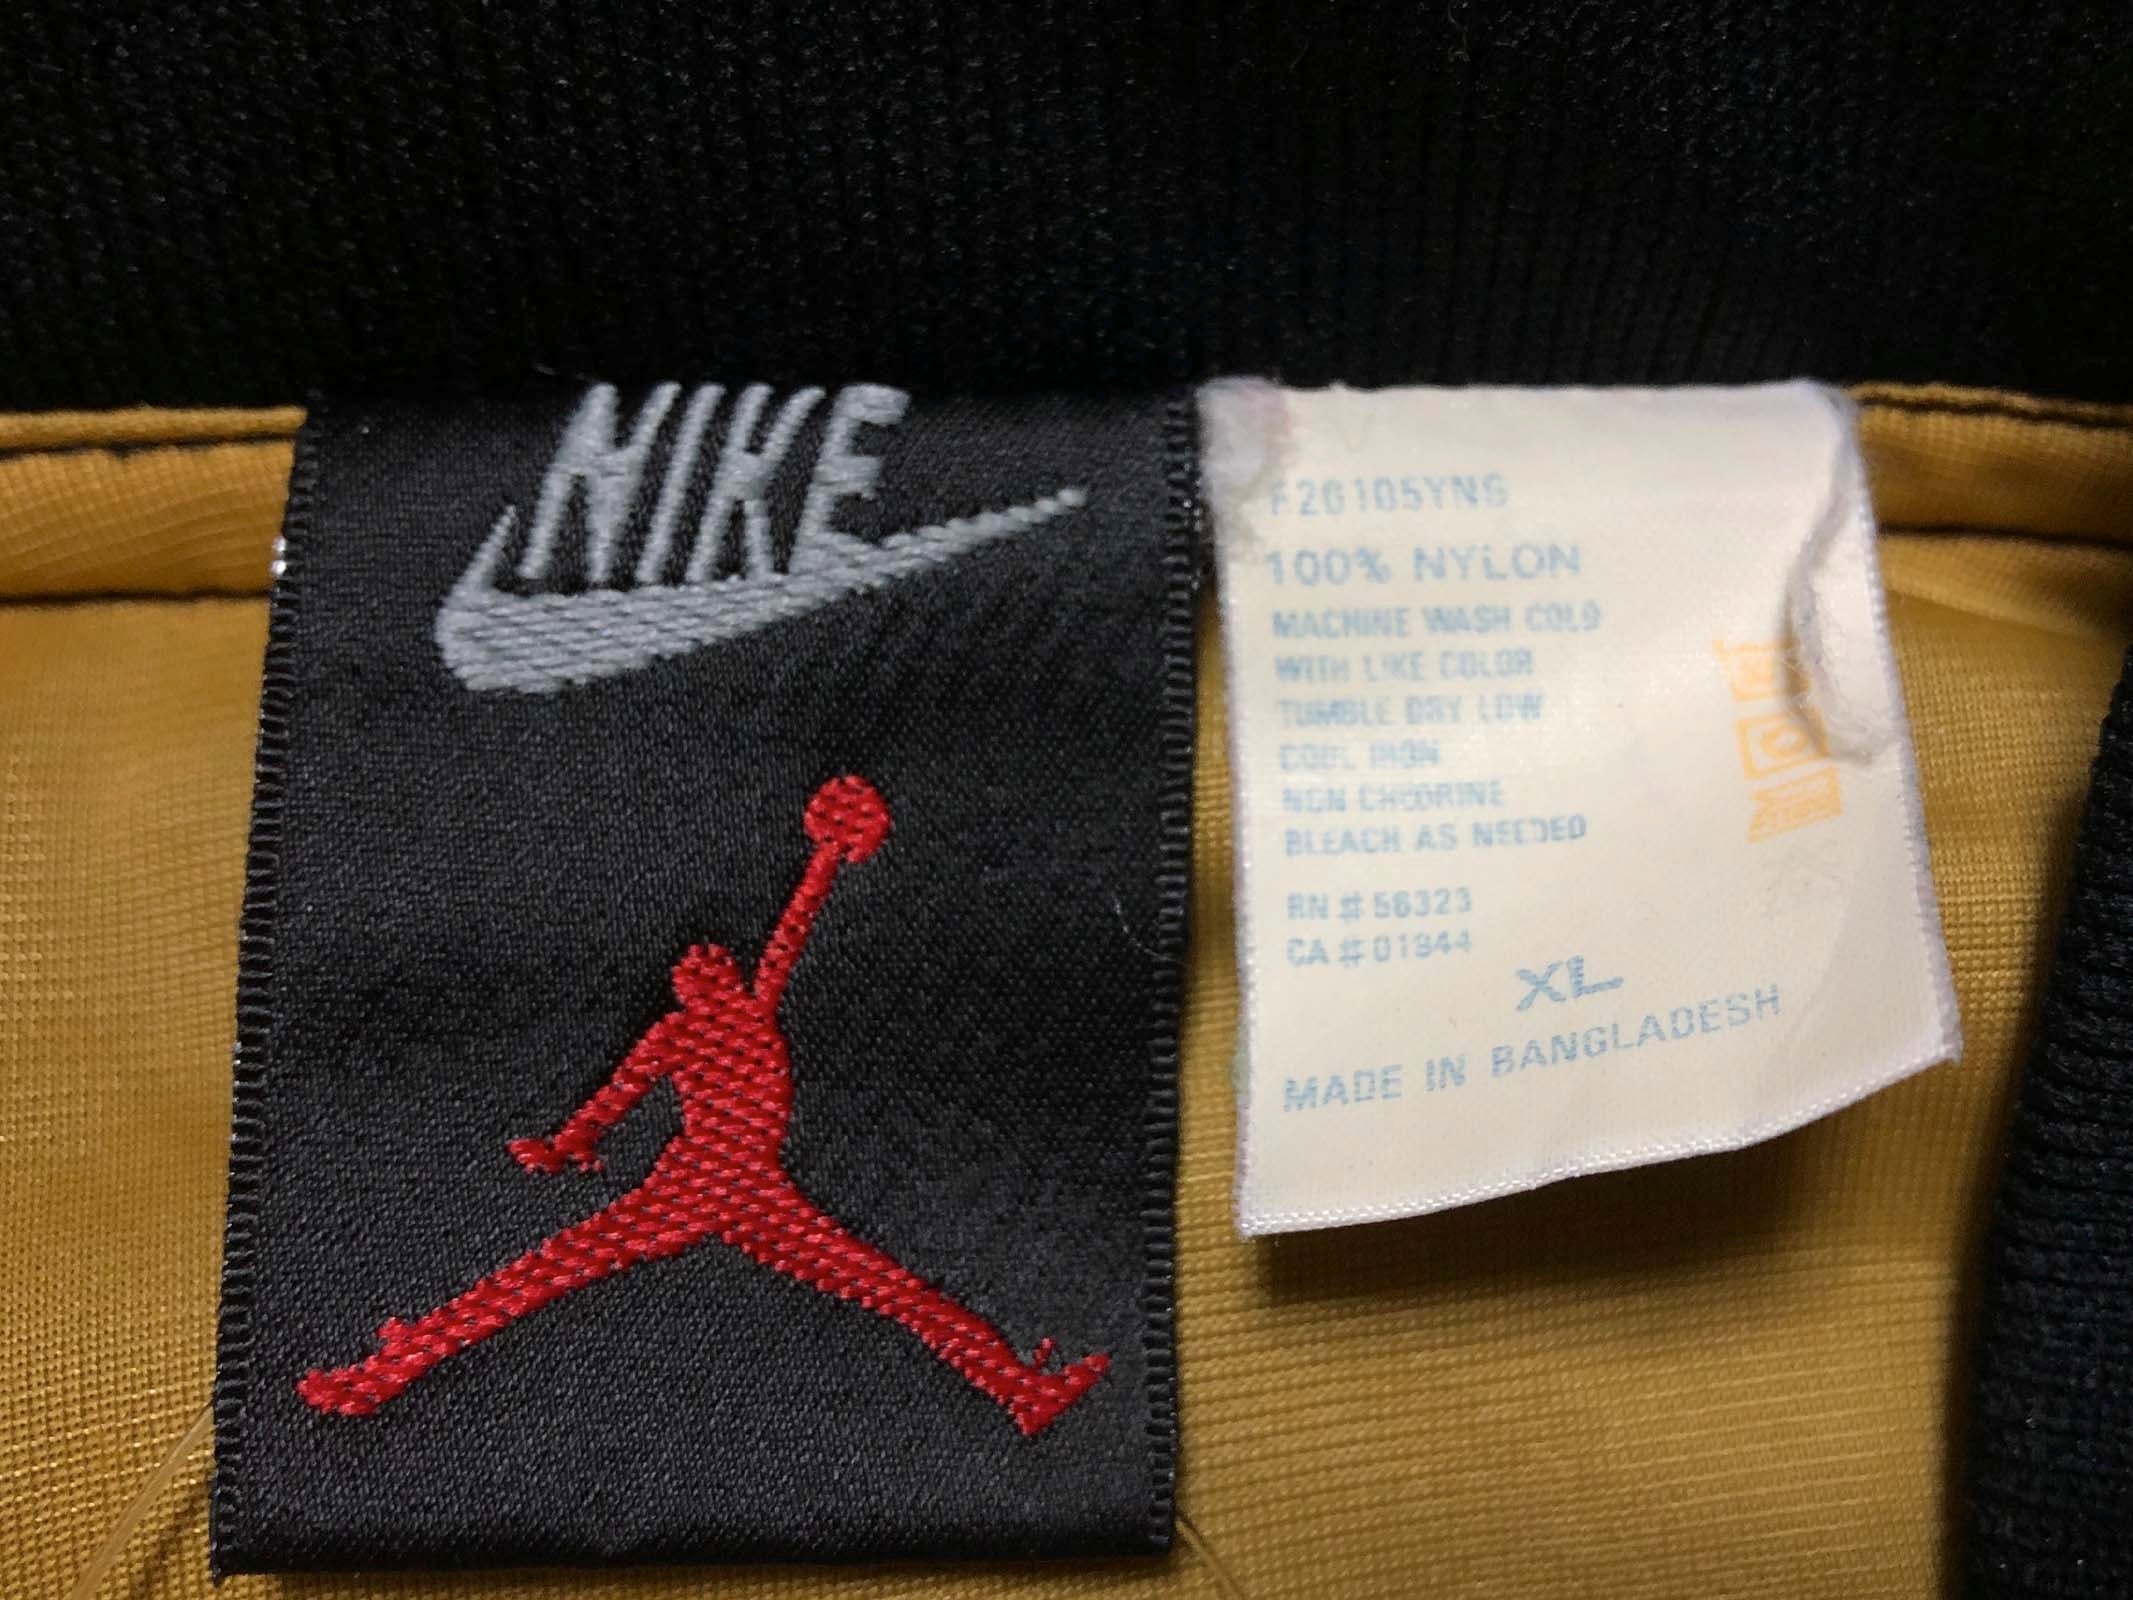 NIKE
F26105YNS
100% NYLON
MACHINE WASH COLD
WITH LIKE COLOR
TUMBLE DRY LOW
COOL IRON
NON CHLORINE
BLEACH AS NEEDED
RN # 56323
CA # 01944
XL
MADE IN BANGLADESH